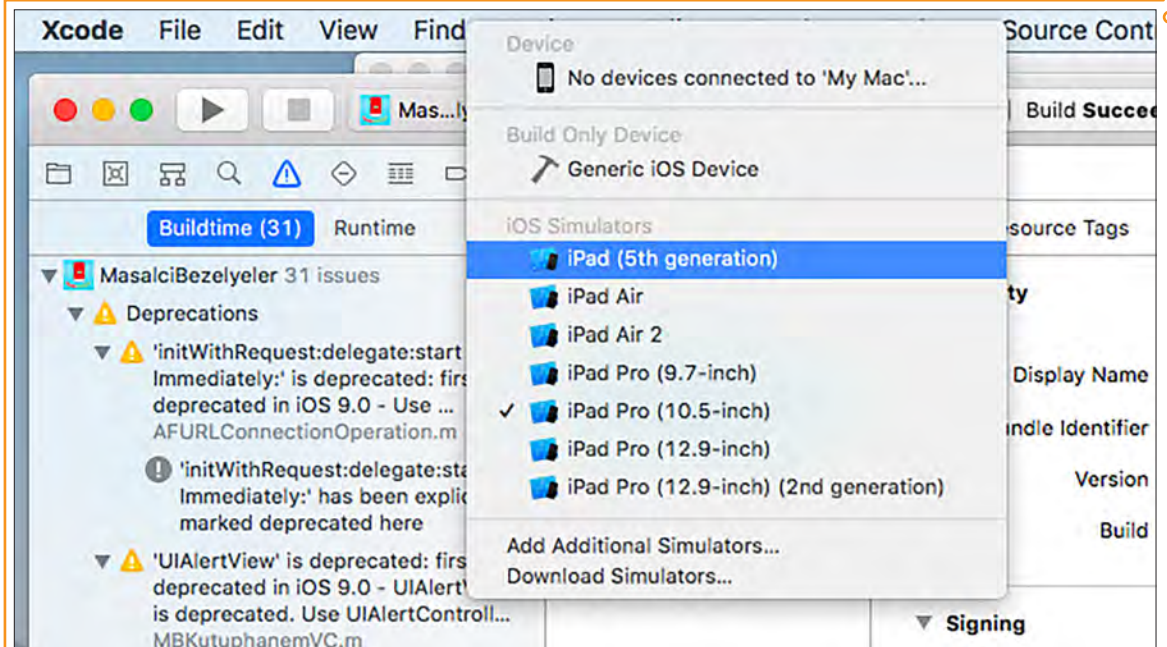 Xcode File Edit View Find
Source Cont
Device
No devices connected to 'My Mac'...
Mas...ly
Build Succee
Build Only Device
Generic iOS Device
Buildtime (31) Runtime
iOS Simulators
source Tags
iPad (5th generation)
MasalciBezelyeler 31 issues
iPad Air
ty
Deprecations
iPad Air 2
'initWithRequest:delegate:start
Immediately:' is deprecated: firs
deprecated in iOS 9.0 - Use ...
AFURLConnectionOperation.m
iPad Pro (9.7-inch)
Display Name
✓ iPad Pro (10.5-inch)
ndle Identifier
iPad Pro (12.9-inch)
'initWithRequest:delegate:sta
Immediately:' has been explic
marked deprecated here
Version
iPad Pro (12.9-inch) (2nd generation)
Build
Add Additional Simulators...
Download Simulators...
'UIAlertView' is deprecated: firs
deprecated in iOS 9.0 - UIAlertV
is deprecated. Use UIAlertControll...
MBKutuphanemVC.m
Signing